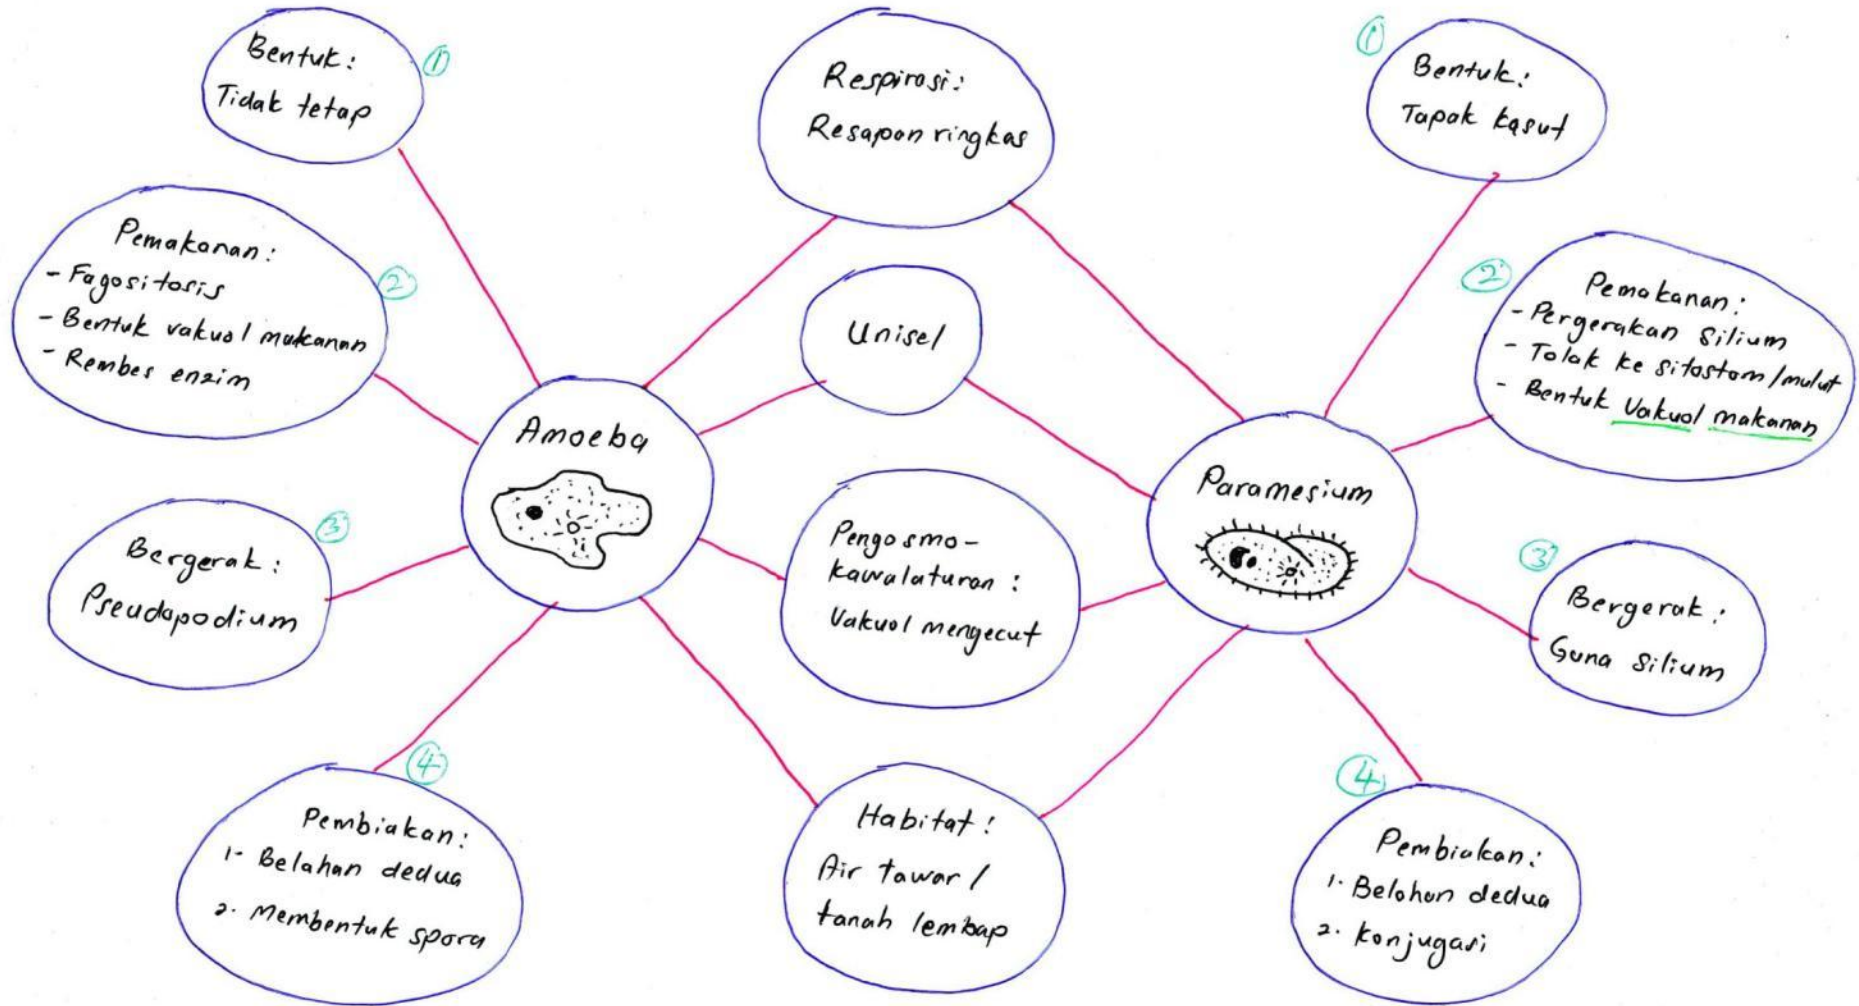 Bentuk:
Tidak tetap
①
Pemakanan:
- Fagositosis
- Bentuk vakuol makanan
- Rembes enzim
②
Bergerak:
Pseudopodium
③
Pembiakan:
1. Belahan dedua
2. Membentuk spora
④
Amoeba
Respirasi:
Resapan ringkas
Unisel
Pengosmo-
kawalaturan:
Vakuol mengecut
Habitat:
Air tawar/
tanah lembap
Paramesium
①
Bentuk:
Tapak kasut
②
Pemakanan:
- Pergerakan silium
- Tolak ke sitostom/mulut
- Bentuk vakuol makanan
③
Bergerak:
Guna silium
④
Pembiakan:
1. Belahan dedua
2. Konjugasi